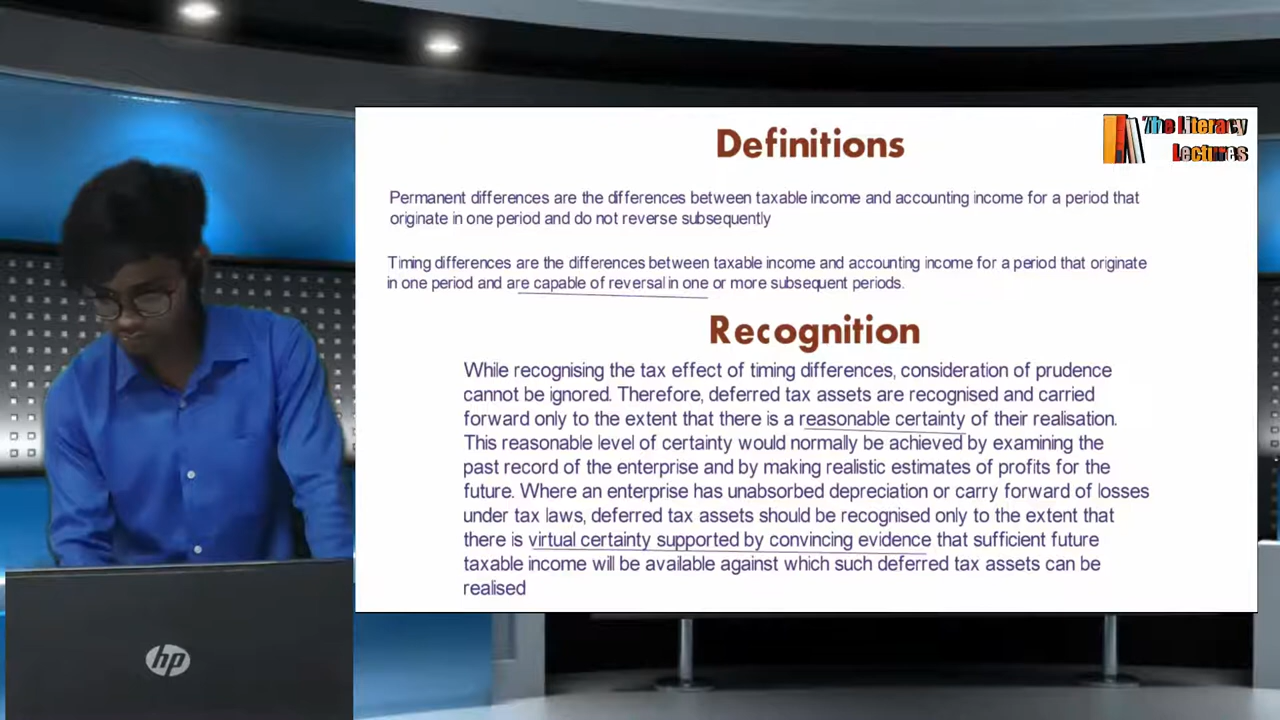 The Literacy
Lectures
Definitions
Permanent differences are the differences between taxable income and accounting income for a period that
originate in one period and do not reverse subsequently
Timing differences are the differences between taxable income and accounting income for a period that originate
in one period and are capable of reversal in one or more subsequent periods.
Recognition
While recognising the tax effect of timing differences, consideration of prudence
cannot be ignored. Therefore, deferred tax assets are recognised and carried
forward only to the extent that there is a reasonable certainty of their realisation.
This reasonable level of certainty would normally be achieved by examining the
past record of the enterprise and by making realistic estimates of profits for the
future. Where an enterprise has unabsorbed depreciation or carry forward of losses
under tax laws, deferred tax assets should be recognised only to the extent that
there is virtual certainty supported by convincing evidence that sufficient future
taxable income will be available against which such deferred tax assets can be
realised
hp